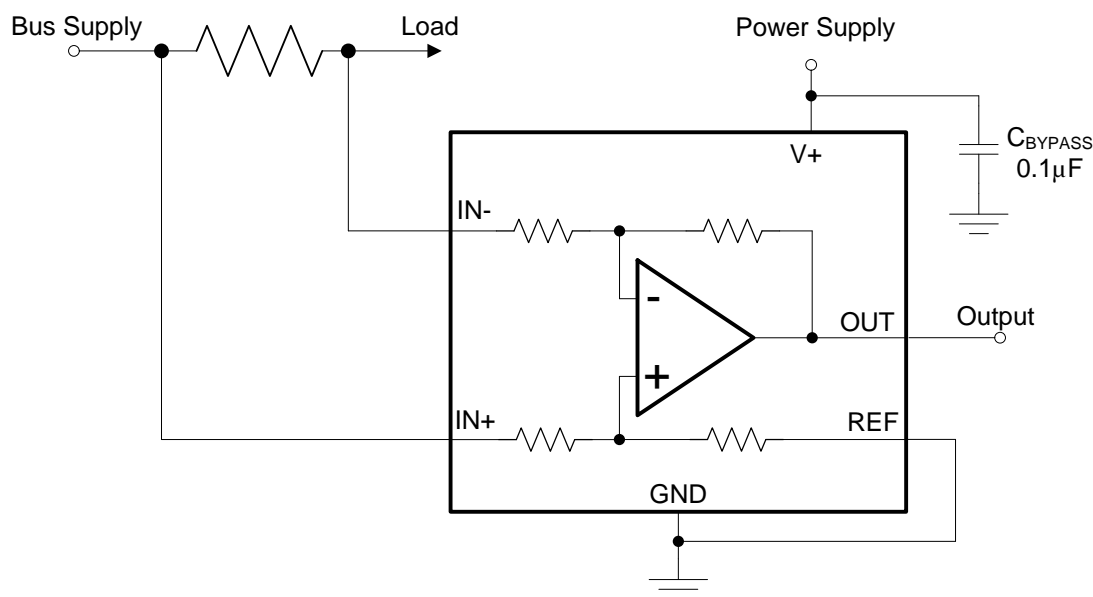 Bus Supply
Load
Power Supply
V+
CBYPASS
0.1μF
IN-
-
OUT
Output
+
IN+
REF
GND